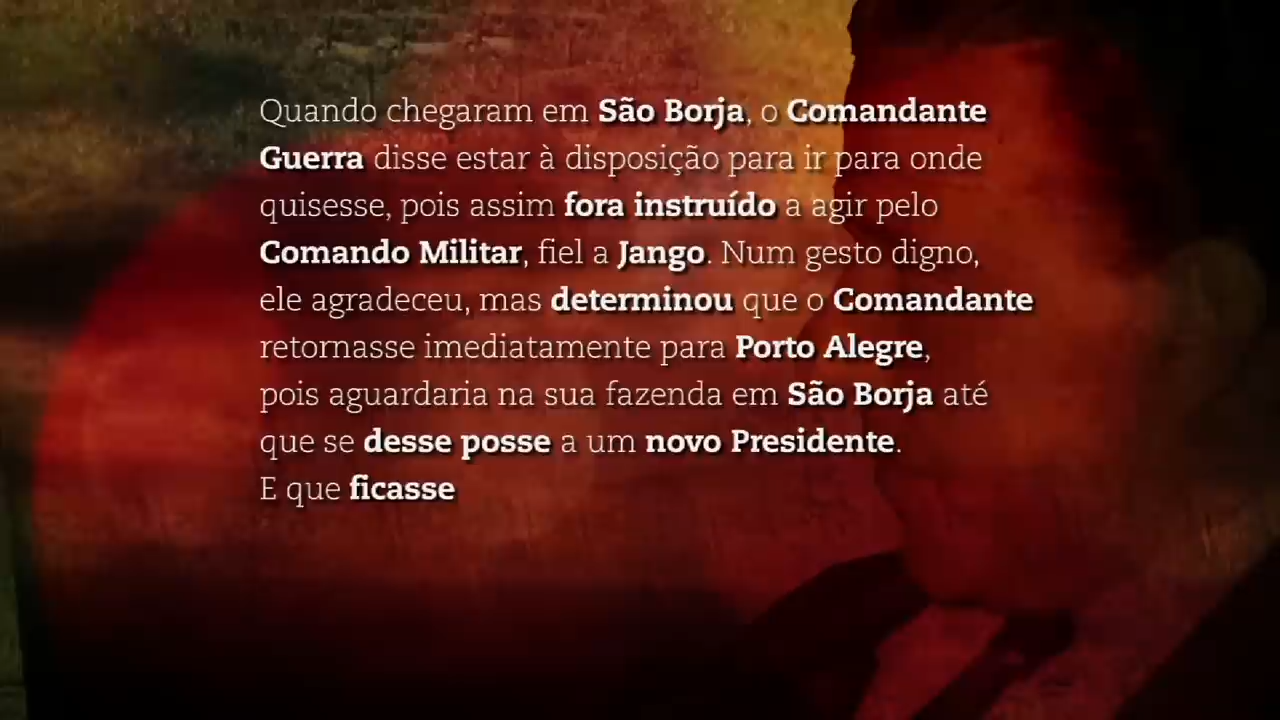 Quando chegaram em São Borja, o Comandante
Guerra disse estar à disposição para ir para onde
quisesse, pois assim fora instruído a agir pelo
Comando Militar, fiel a Jango. Num gesto digno,
ele agradeceu, mas determinou que o Comandante
retornasse imediatamente para Porto Alegre,
pois aguardaria na sua fazenda em São Borja até
que se desse posse a um novo Presidente.
E que ficasse